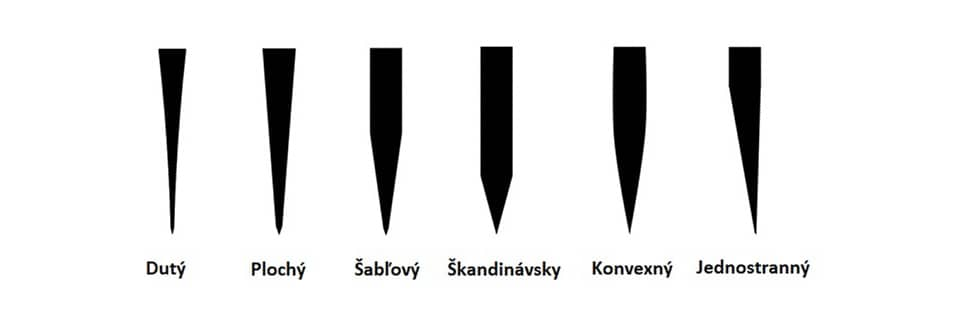 Dutý
Plochý
Šabľový
Škandinávsky
Konvexný
Jednostranný